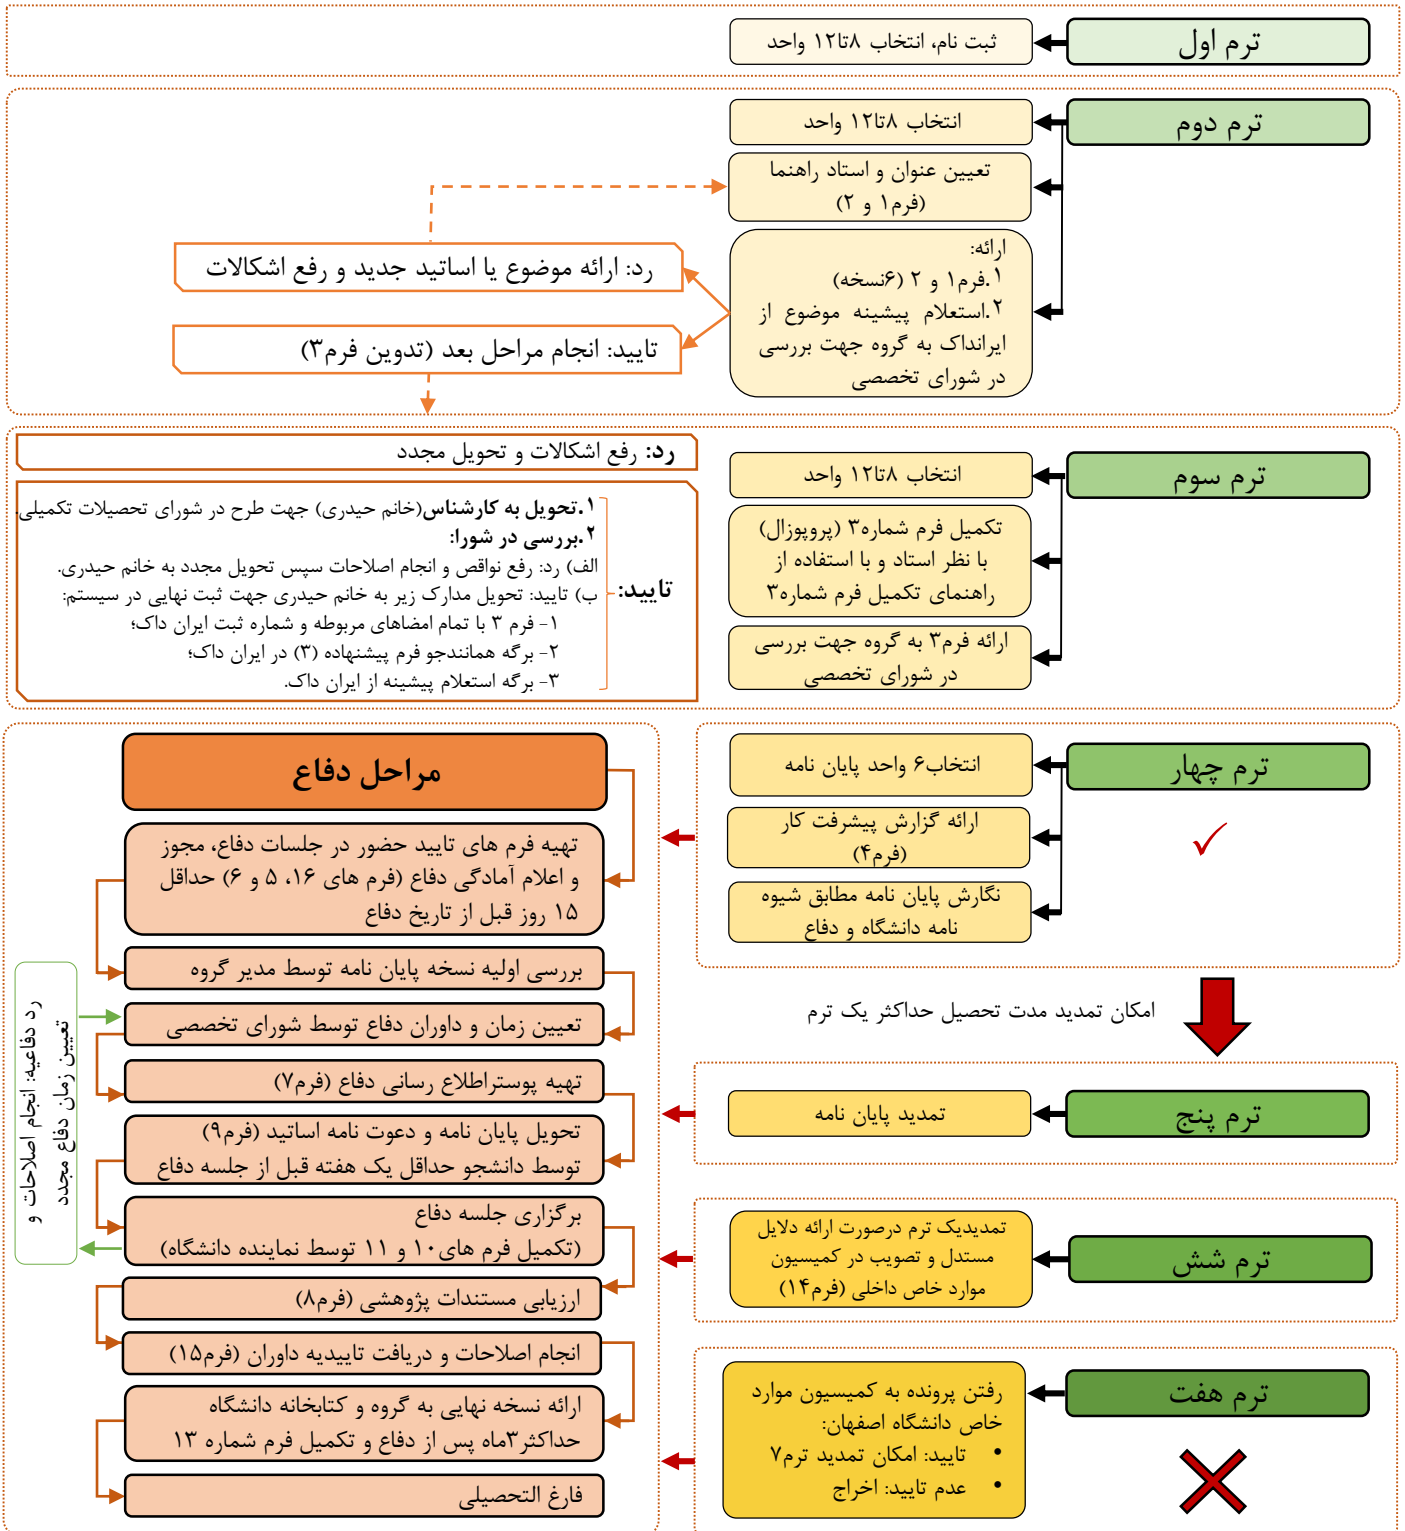 ترم اول
ثبت نام، انتخاب ۸تا۱۲ واحد
ترم دوم
انتخاب ۸تا۱۲ واحد
تعیین عنوان و استاد راهنما
(فرم۱ و ۲)
ارائه:
۱.فرم۱ و ۲ (۶نسخه)
۲.استعلام پیشینه موضوع از
ایرانداک به گروه جهت بررسی
در شورای تخصصی
رد: ارائه موضوع یا اساتید جدید و رفع اشکالات
تایید: انجام مراحل بعد (تدوین فرم۳)
ترم سوم
انتخاب ۸تا۱۲ واحد
تکمیل فرم شماره۳ (پروپوزال)
با نظر استاد و با استفاده از
راهنمای تکمیل فرم شماره۳
ارائه فرم۳ به گروه جهت بررسی
در شورای تخصصی
رد: رفع اشکالات و تحویل مجدد
تایید:
۱.تحویل به کارشناس(خانم حیدری) جهت طرح در شورای تحصیلات تکمیلی.
۲.بررسی در شورا:
الف) رد: رفع نواقص و انجام اصلاحات سپس تحویل مجدد به خانم حیدری.
ب) تایید: تحویل مدارک زیر به خانم حیدری جهت ثبت نهایی در سیستم:
۱- فرم ۳ با تمام امضاهای مربوطه و شماره ثبت ایران داک؛
۲- برگه همانندجو فرم پیشنهاده (۳) در ایران داک؛
۳- برگه استعلام پیشینه از ایران داک.
ترم چهار
انتخاب۶ واحد پایان نامه
ارائه گزارش پیشرفت کار
(فرم۴)
نگارش پایان نامه مطابق شیوه
نامه دانشگاه و دفاع
امکان تمدید مدت تحصیل حداکثر یک ترم
ترم پنج
تمدید پایان نامه
ترم شش
تمدیدیک ترم درصورت ارائه دلایل
مستدل و تصویب در کمیسیون
موارد خاص داخلی (فرم۱۴)
ترم هفت
رفتن پرونده به کمیسیون موارد
خاص دانشگاه اصفهان:
• تایید: امکان تمدید ترم۷
• عدم تایید: اخراج
مراحل دفاع
تهیه فرم های تایید حضور در جلسات دفاع، مجوز
و اعلام آمادگی دفاع (فرم های ۱۶، ۵ و ۶) حداقل
۱۵ روز قبل از تاریخ دفاع
بررسی اولیه نسخه پایان نامه توسط مدیر گروه
تعیین زمان و داوران دفاع توسط شورای تخصصی
تهیه پوستراطلاع رسانی دفاع (فرم۷)
تحویل پایان نامه و دعوت نامه اساتید (فرم۹)
توسط دانشجو حداقل یک هفته قبل از جلسه دفاع
برگزاری جلسه دفاع
(تکمیل فرم های۱۰ و ۱۱ توسط نماینده دانشگاه)
ارزیابی مستندات پژوهشی (فرم۸)
انجام اصلاحات و دریافت تاییدیه داوران (فرم۱۵)
ارائه نسخه نهایی به گروه و کتابخانه دانشگاه
حداکثر۳ماه پس از دفاع و تکمیل فرم شماره ۱۳
فارغ التحصیلی
رد دفاعیه: انجام اصلاحات و
تعیین زمان دفاع مجدد